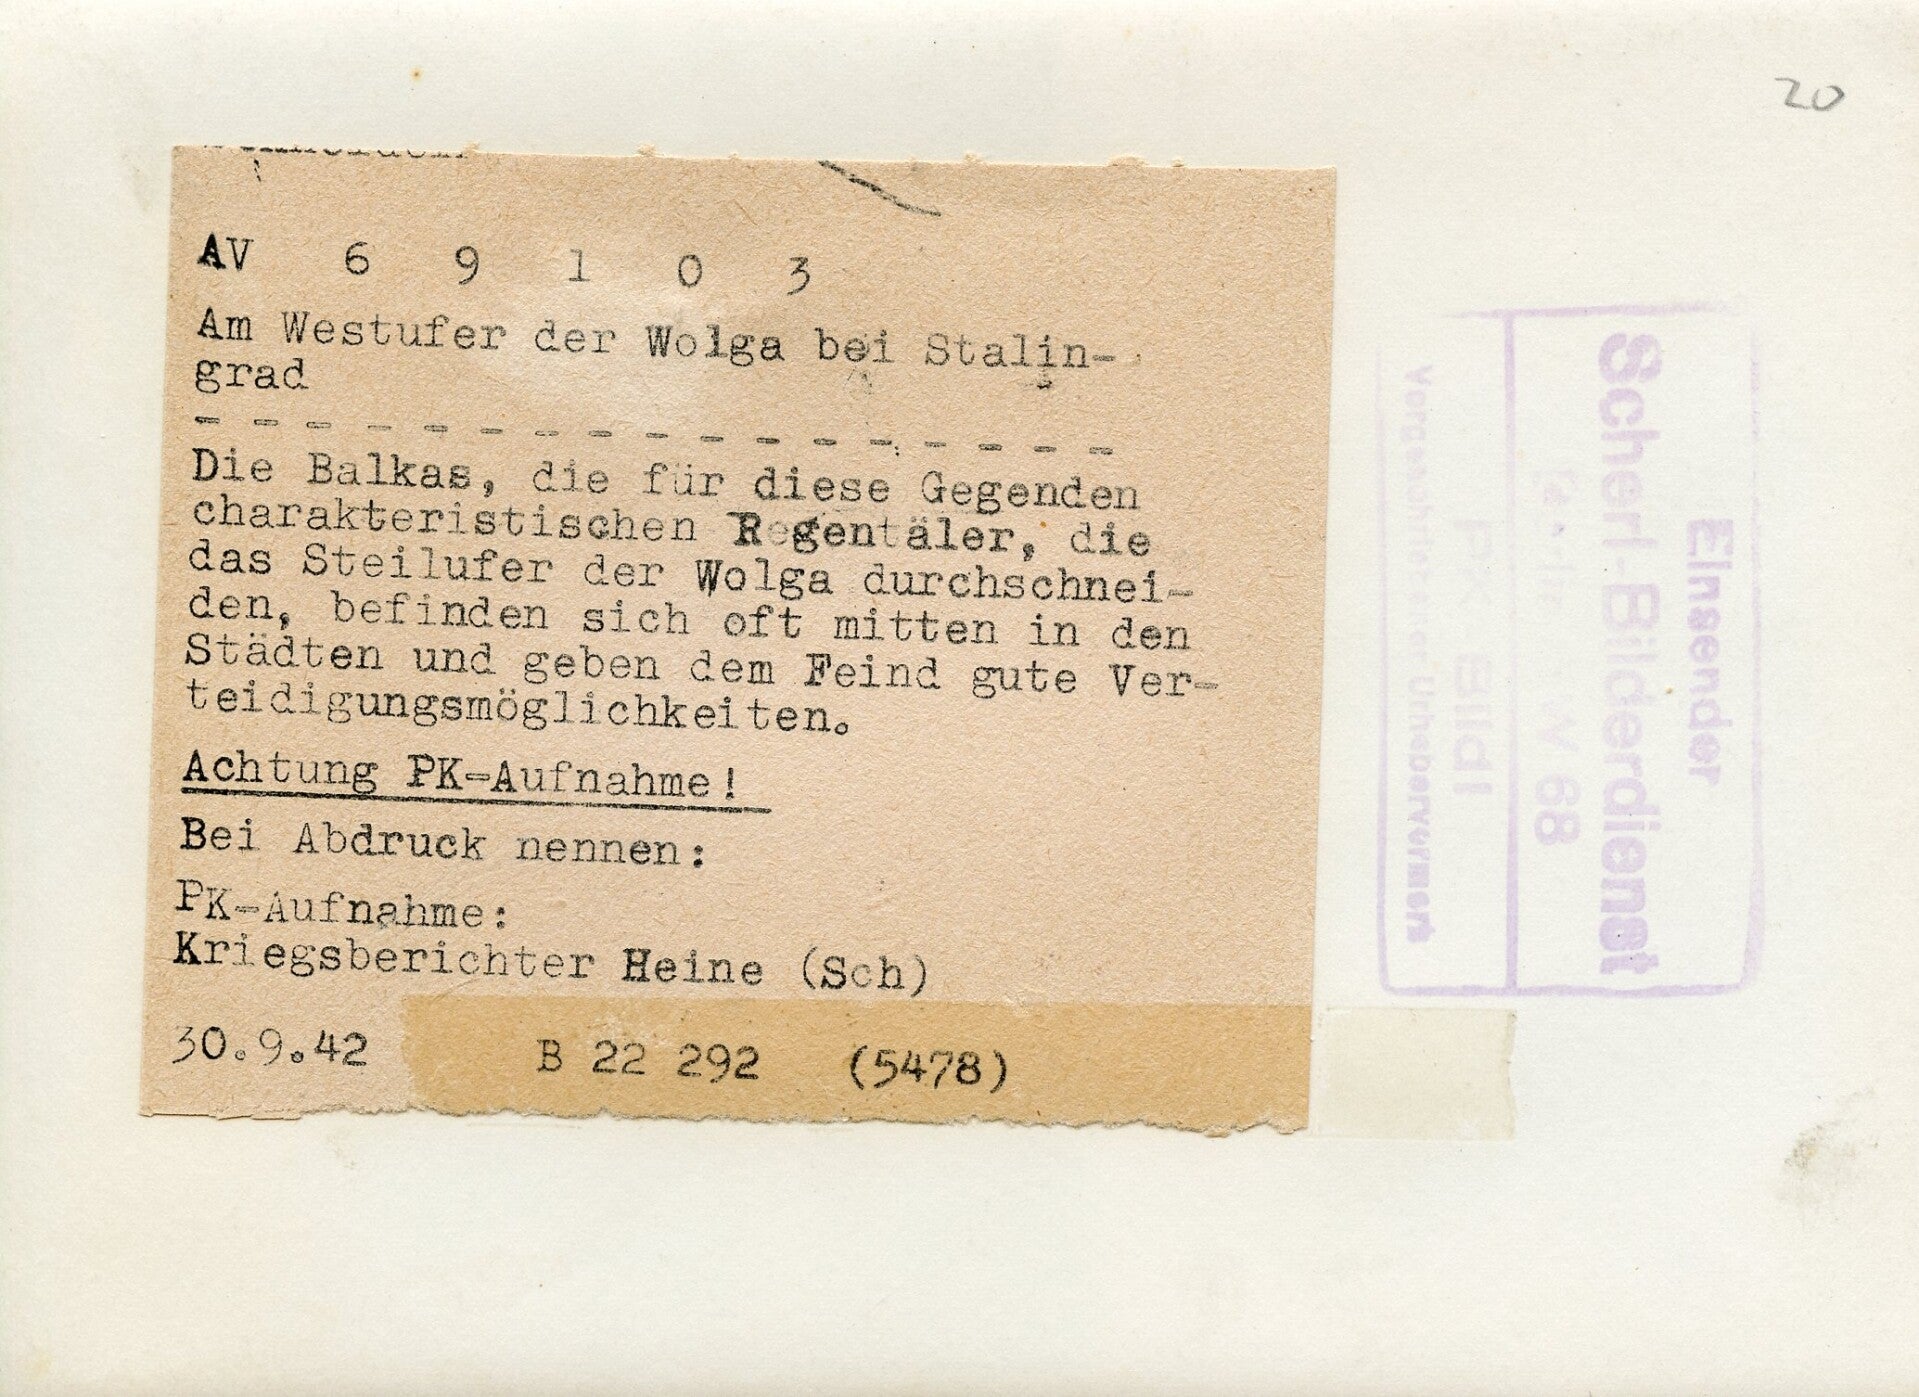 20
AV 6 9 1 0 3
Am Westufer der Wolga bei Stalin-
grad
- - - - - - - - - - - - - - - - -
Die Balkas, die für diese Gegenden
charakteristischen Regentäler, die
das Steilufer der Wolga durchschnei-
den, befinden sich oft mitten in den
Städten und geben dem Feind gute Ver-
teidigungsmöglichkeiten.
Achtung PK-Aufnahme!
Bei Abdruck nennen:
PK-Aufnahme:
Kriegsberichter Heine (Sch)
30.9.42 B 22 292 (5478)
Einsender
Scherl-Bilderdienst
W 68
Bild!